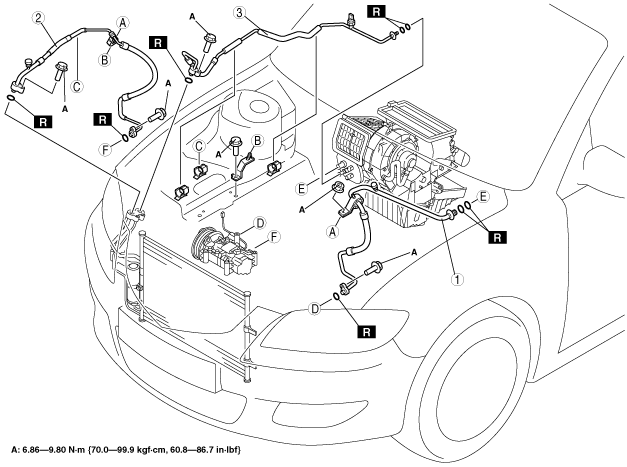 2
A
B
C
A
R
R
F
A
A
R
3
R
A
C
B
E
A
A
D
F
E
R
1
A
D
R
A: 6.86—9.80 N·m {70.0—99.9 kgf·cm, 60.8—86.7 in·lbf}